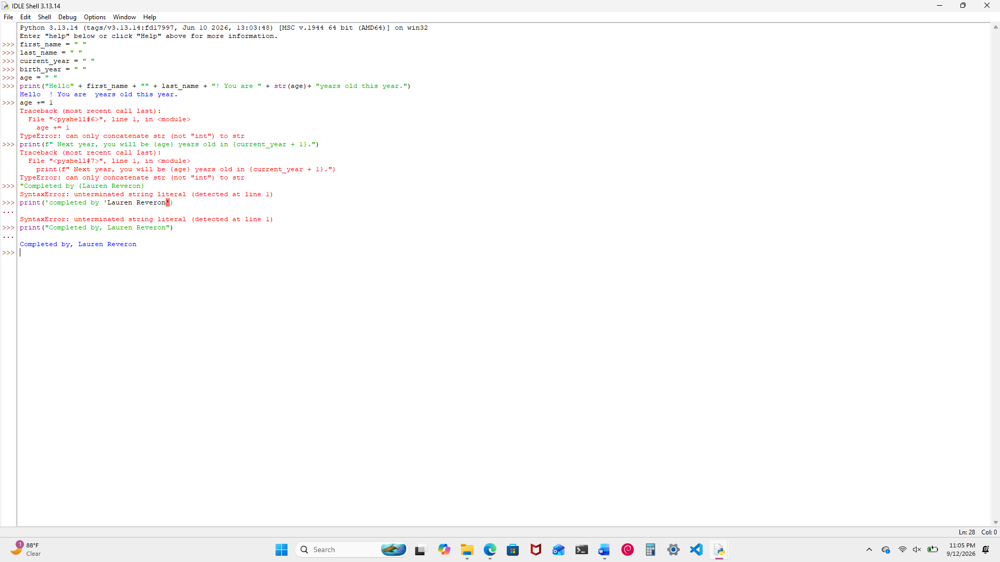 IDLE Shell 3.13.14
File Edit Shell Debug Options Window Help
Python 3.13.14 (tags/v3.13.14:fd17997, Jun 10 2026, 13:03:48) [MSC v.1944 64 bit (AMD64)] on win32
Enter "help" below or click "Help" above for more information.
>>> first_name = " "
>>> last_name = " "
>>> current_year = " "
>>> birth_year = " "
>>> age = " "
>>> print("Hello" + first_name + "" + last_name + "! You are " + str(age)+ "years old this year.")
Hello  ! You are  years old this year.
>>> age += 1
Traceback (most recent call last):
  File "<pyshell#6>", line 1, in <module>
    age += 1
TypeError: can only concatenate str (not "int") to str
>>> print(f" Next year, you will be {age} years old in {current_year + 1}.")
Traceback (most recent call last):
  File "<pyshell#7>", line 1, in <module>
    print(f" Next year, you will be {age} years old in {current_year + 1}.")
TypeError: can only concatenate str (not "int") to str
>>> "Completed by {Lauren Reveron}
SyntaxError: unterminated string literal (detected at line 1)
>>> print('completed by 'Lauren Reveron')
...
SyntaxError: unterminated string literal (detected at line 1)
>>> print("Completed by, Lauren Reveron")
...
Completed by, Lauren Reveron
>>>
Ln: 28 Col: 0
1
88°F
Clear
Search
11:05 PM
9/12/2026